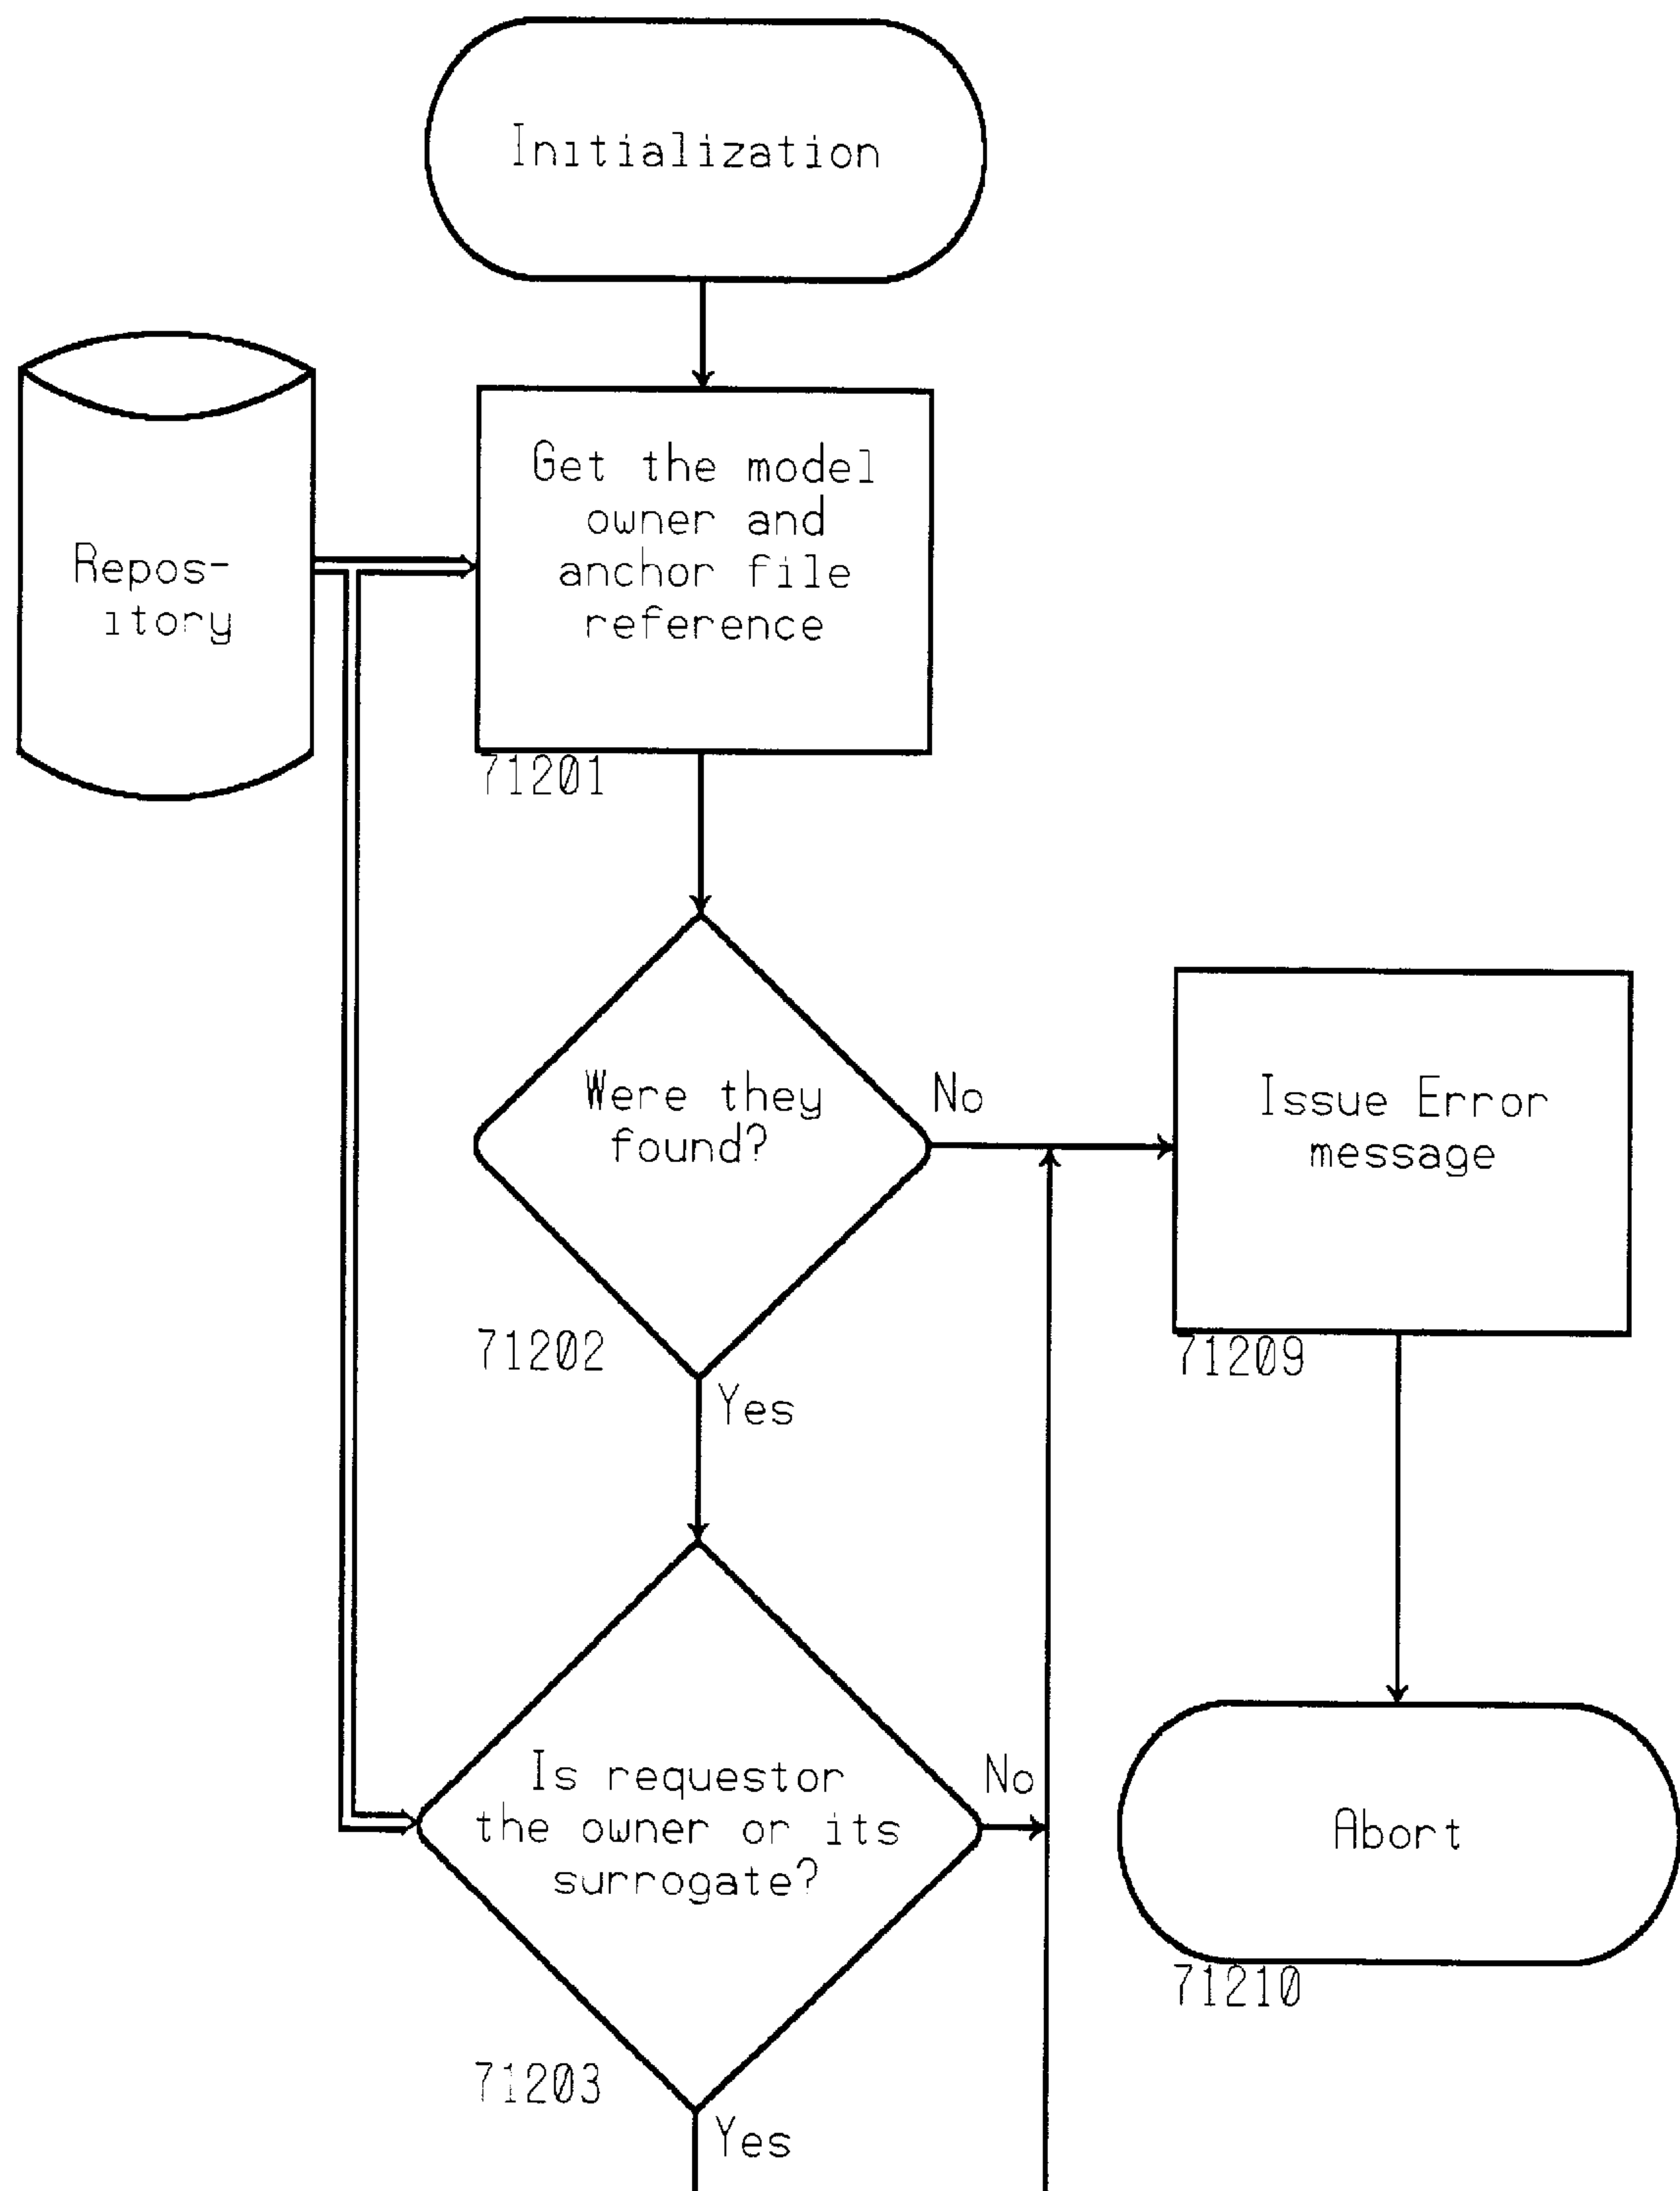 Initialization
Repos-
itory
Get the model
owner and
anchor file
reference
71201
Were they
found?
No
71202
Yes
Issue Error
message
71209
Is requestor
the owner or its
surrogate?
No
71203
Yes
Abort
71210